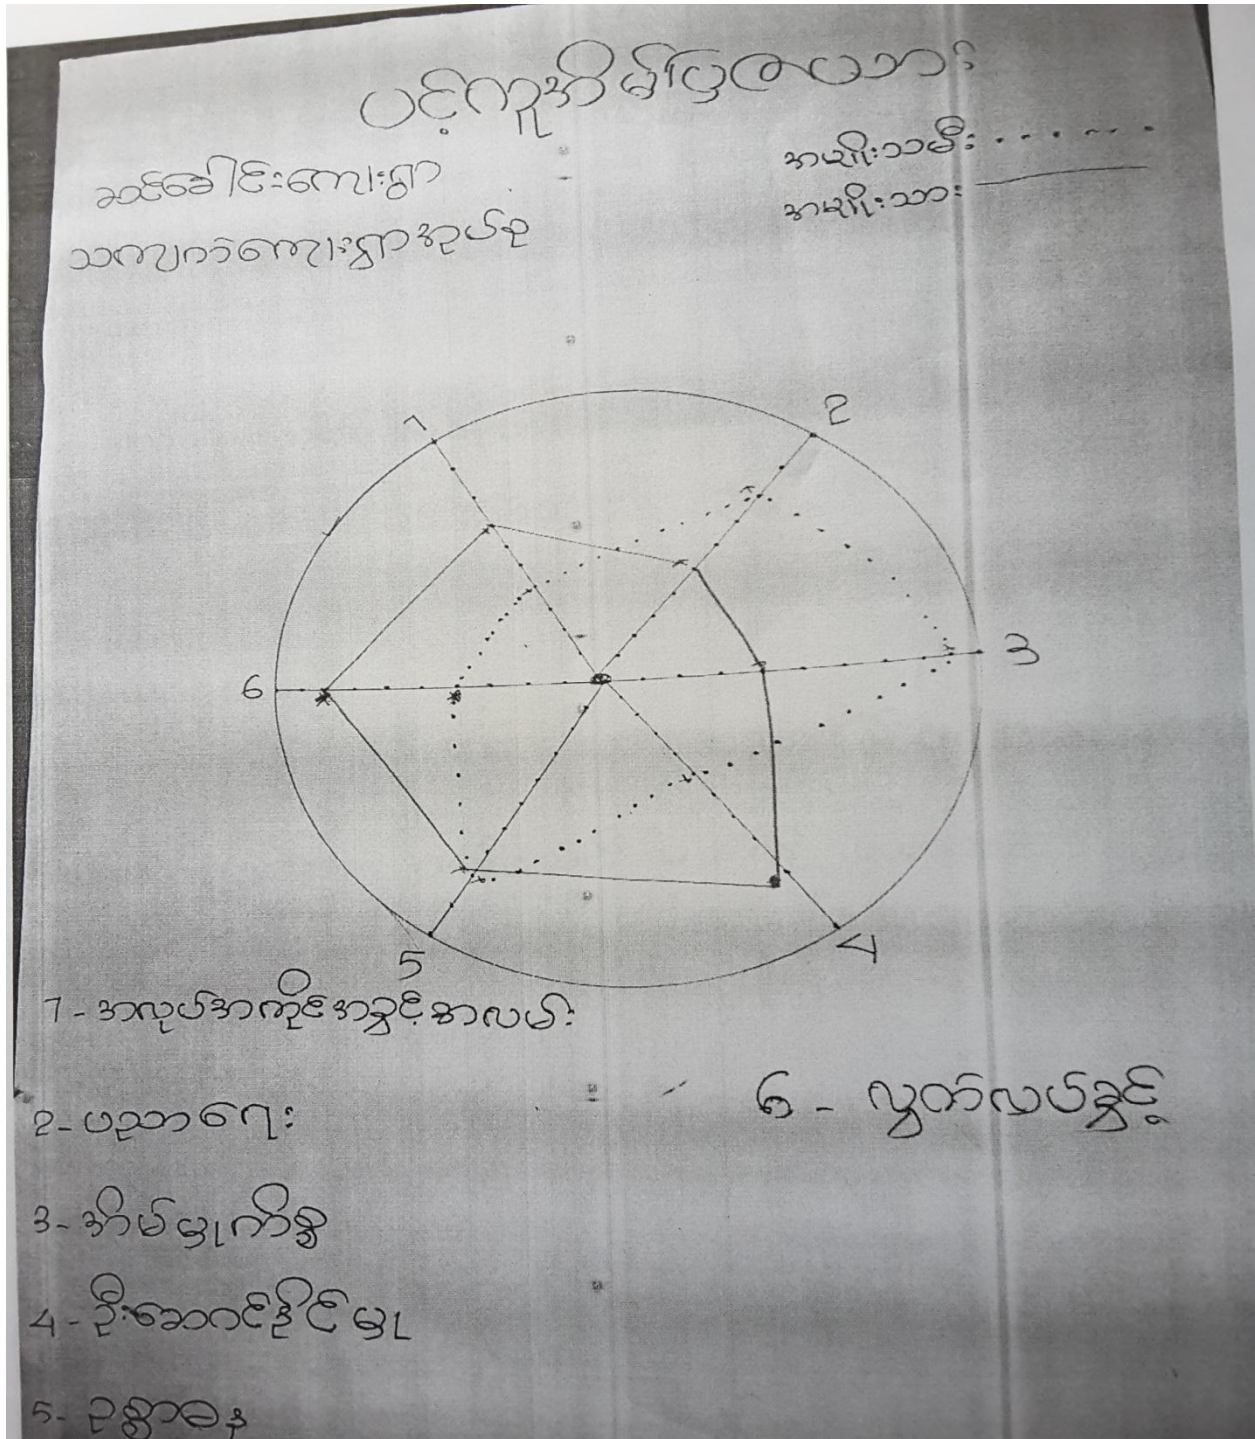 ပင့်ကူအိမ်ပြဇယား
အမျိုးသမီး ......
ဆင်ခေါင်းကျေးရွာ
အမျိုးသား
သကျက်ကျေးရွာအုပ်စု
1
2
3
6
4
5
1 - အလုပ်အကိုင်အခွင့်အလမ်း
2 - ပညာရေး
6 - လွတ်လပ်ခွင့်
3 - အိမ်မှုကိစ္စ
4 - ဦးဆောင်နိုင်မှု
5 - ဥစ္စာဓန